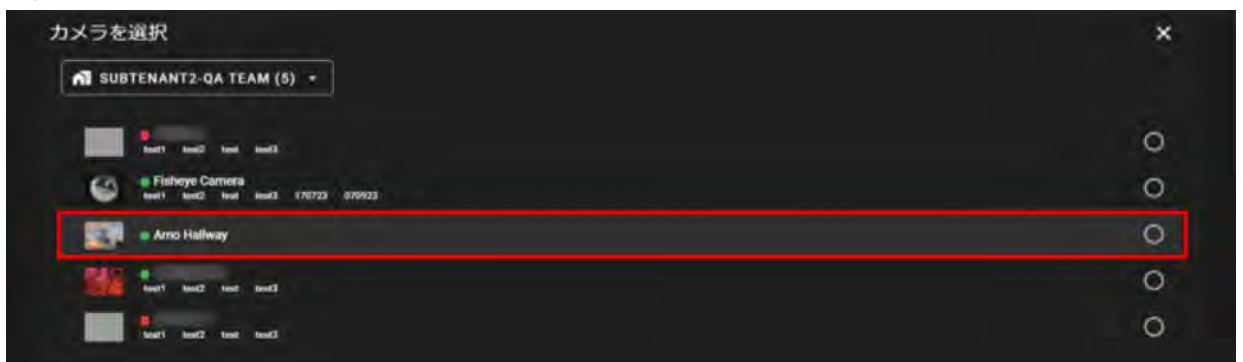 カメラを選択
SUBTENANT2-QA TEAM (5)
test1 test2 test test3
Fisheye Camera
test1 test2 test test3 170723 070923
Arno Hallway
test1 test2 test test3
test1 test2 test test3